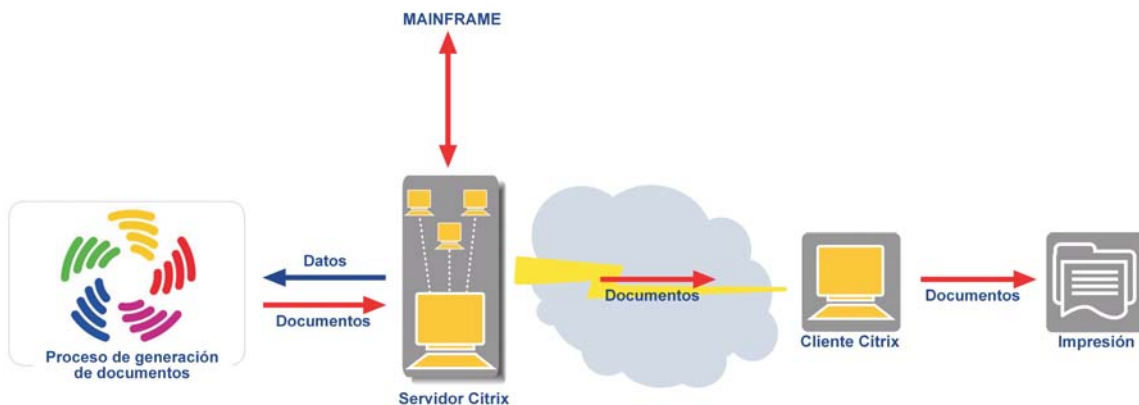 MAINFRAME
Datos
Documentos
Proceso de generación
de documentos
Servidor Citrix
Documentos
Cliente Citrix
Documentos
Impresión